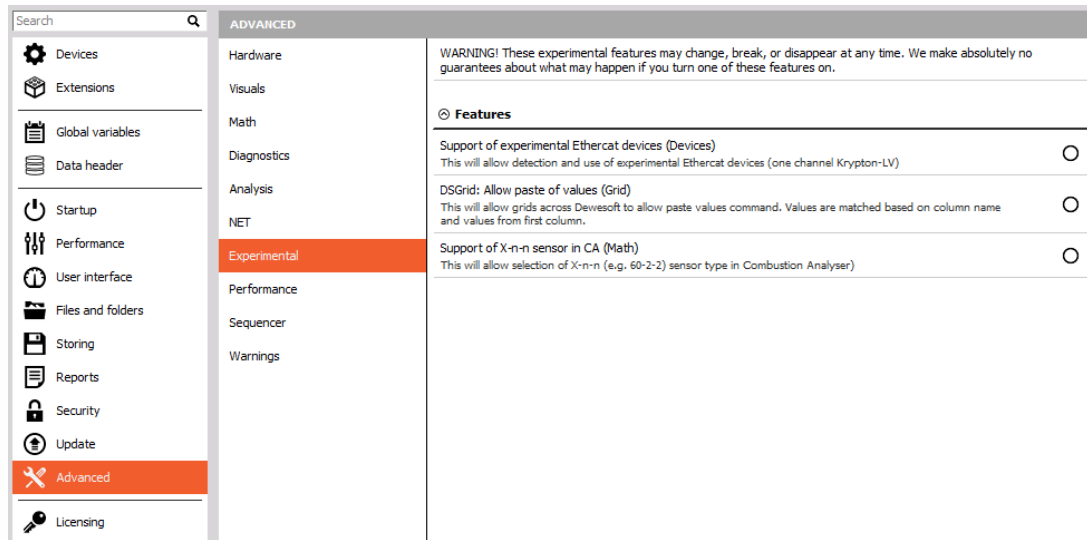 Search
Devices
Extensions
Global variables
Data header
Startup
Performance
User interface
Files and folders
Storing
Reports
Security
Update
Advanced
Licensing
ADVANCED
Hardware
Visuals
Math
Diagnostics
Analysis
NET
Experimental
Performance
Sequencer
Warnings
WARNING! These experimental features may change, break, or disappear at any time. We make absolutely no
guarantees about what may happen if you turn one of these features on.
Features
Support of experimental Ethercat devices (Devices)
This will allow detection and use of experimental Ethercat devices (one channel Krypton-LV)
DSGrid: Allow paste of values (Grid)
This will allow grids across Dewesoft to allow paste values command. Values are matched based on column name
and values from first column.
Support of X-n-n sensor in CA (Math)
This will allow selection of X-n-n (e.g. 60-2-2) sensor type in Combustion Analyser)